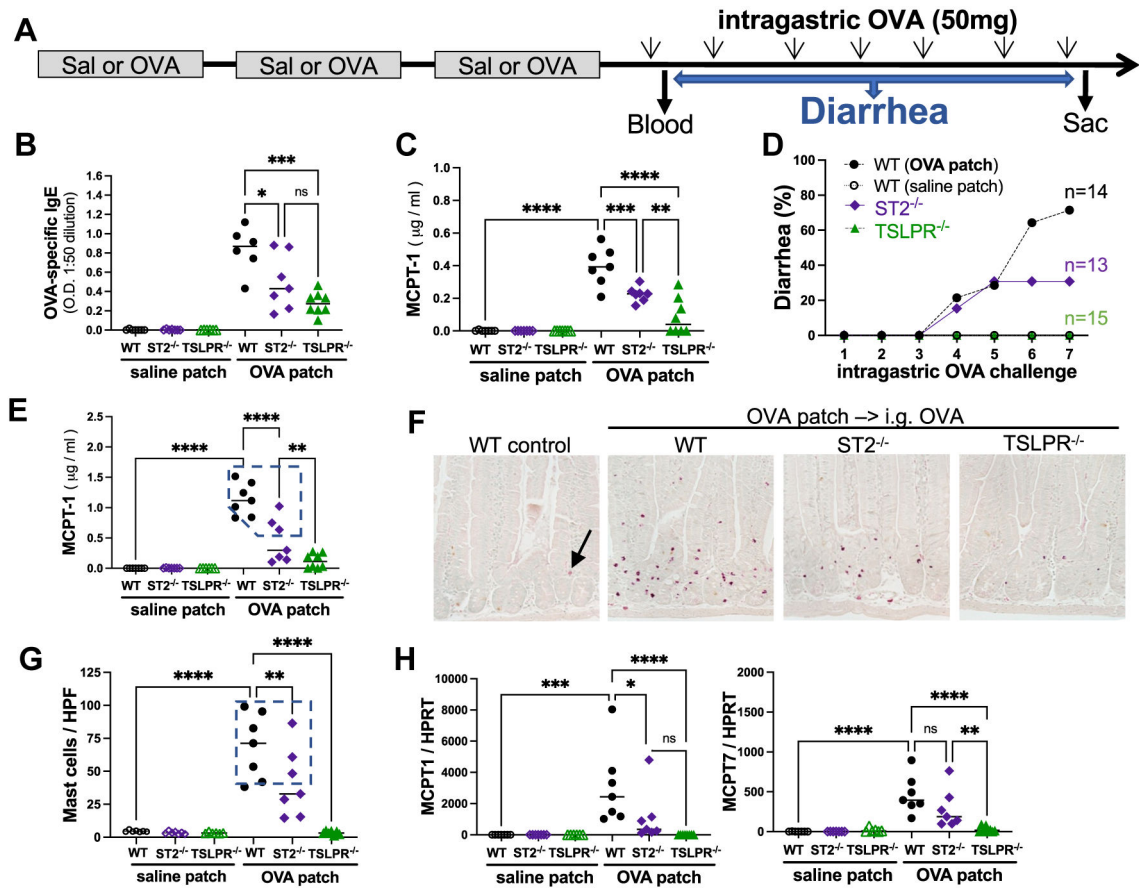 A
intragastric OVA (50mg)
Sal or OVA
Sal or OVA
Sal or OVA
Diarrhea
Blood
Sac
B
OVA-specific IgE
(O.D. 1:50 dilution)
1.6
1.4
1.2
1.0
0.8
0.6
0.4
0.2
0.0
***
*
ns
WT ST2-/- TSLPR-/- WT ST2-/- TSLPR-/-
saline patch OVA patch
C
MCPT-1 ( µg / ml )
1.0
0.8
0.6
0.4
0.2
0.0
****
**** *** **
WT ST2-/- TSLPR-/- WT ST2-/- TSLPR-/-
saline patch OVA patch
D
Diarrhea (%)
100
80
60
40
20
0
WT (OVA patch)
WT (saline patch)
ST2-/-
TSLPR-/-
n=14
n=13
n=15
1 2 3 4 5 6 7
intragastric OVA challenge
E
MCPT-1 ( µg / ml )
2.5
2.0
1.5
1.0
0.5
0.0
****
**** **
WT ST2-/- TSLPR-/- WT ST2-/- TSLPR-/-
saline patch OVA patch
F
OVA patch –> i.g. OVA
WT control WT ST2-/- TSLPR-/-
G
Mast cells / HPF
125
100
75
50
25
0
****
**** **
WT ST2-/- TSLPR-/- WT ST2-/- TSLPR-/-
saline patch OVA patch
H
MCPT1 / HPRT
10000
8000
6000
4000
2000
0
****
*** *
ns
WT ST2-/- TSLPR-/- WT ST2-/- TSLPR-/-
saline patch OVA patch
MCPT7 / HPRT
2000
1500
1000
500
0
****
**** ns **
WT ST2-/- TSLPR-/- WT ST2-/- TSLPR-/-
saline patch OVA patch